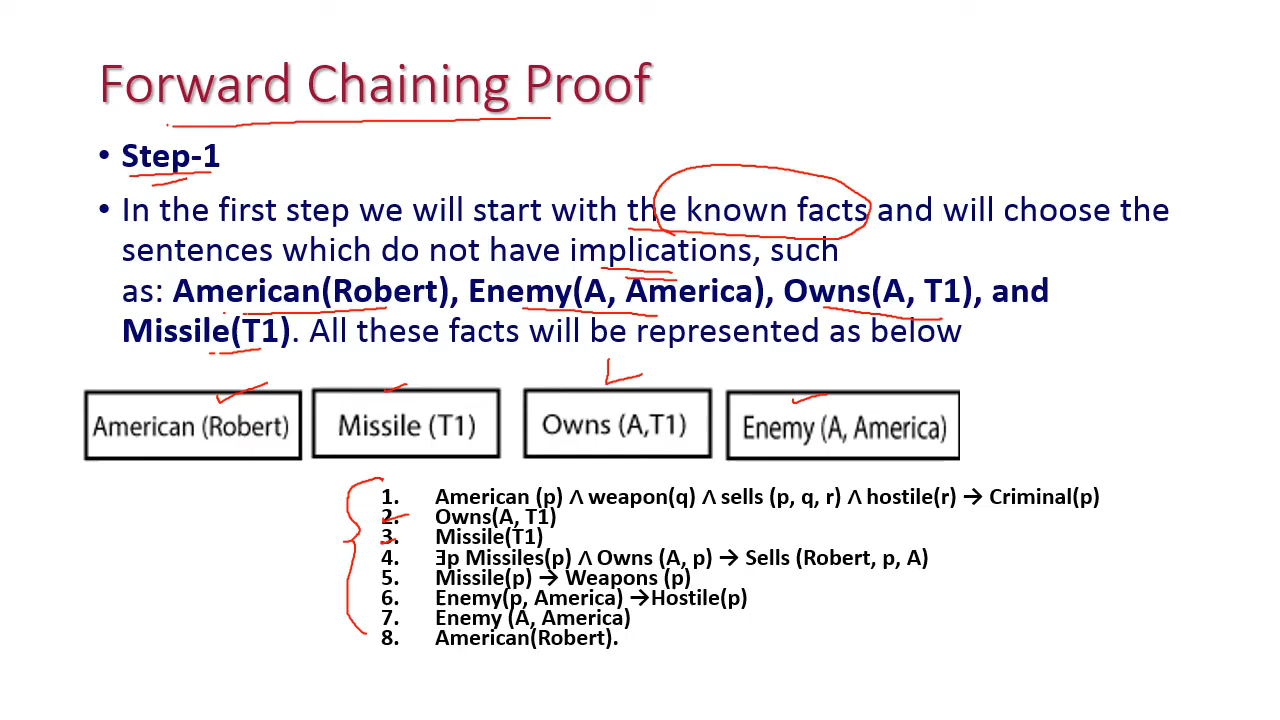 Forward Chaining Proof
• Step-1
• In the first step we will start with the known facts and will choose the
sentences which do not have implications, such
as: American(Robert), Enemy(A, America), Owns(A, T1), and
Missile(T1). All these facts will be represented as below
American (Robert) Missile (T1) Owns (A,T1) Enemy (A, America)
1. American (p) ∧ weapon(q) ∧ sells (p, q, r) ∧ hostile(r) → Criminal(p)
2. Owns(A, T1)
3. Missile(T1)
4. ∃p Missiles(p) ∧ Owns (A, p) → Sells (Robert, p, A)
5. Missile(p) → Weapons (p)
6. Enemy(p, America) →Hostile(p)
7. Enemy (A, America)
8. American(Robert).